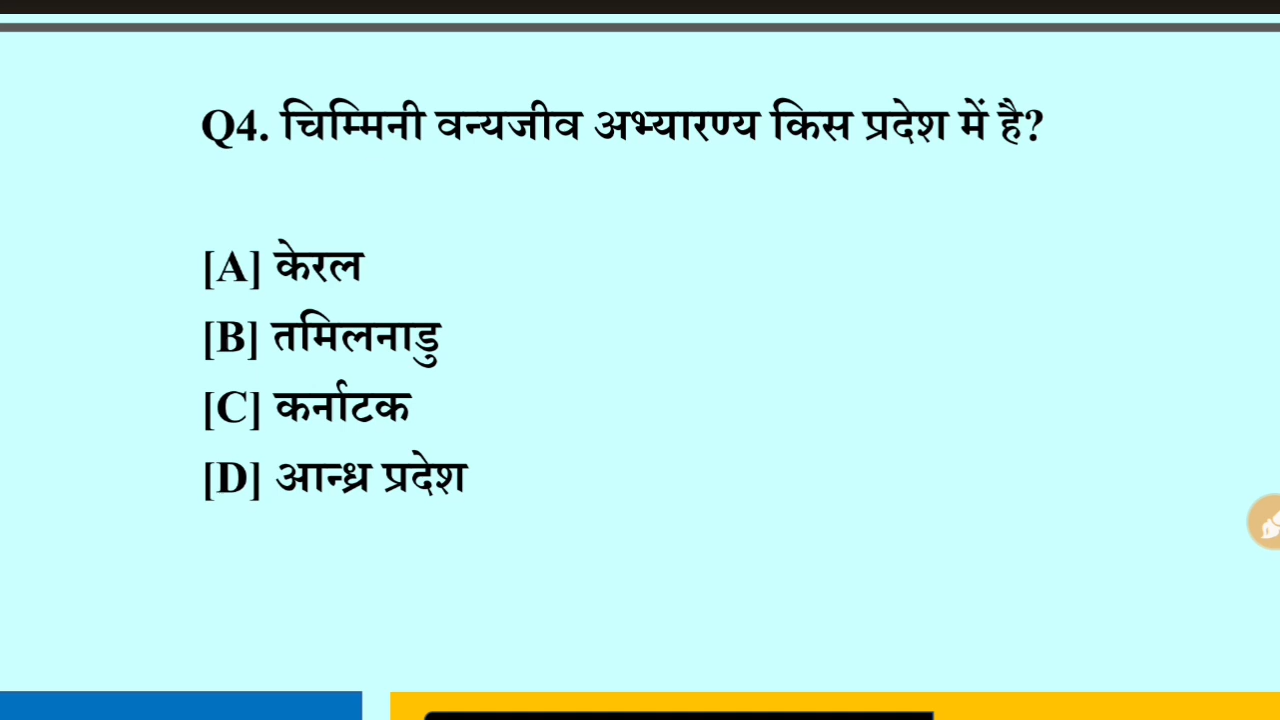 Q4. चिम्मिनी वन्यजीव अभ्यारण्य किस प्रदेश में है?
[A] केरल
[B] तमिलनाडु
[C] कर्नाटक
[D] आन्ध्र प्रदेश